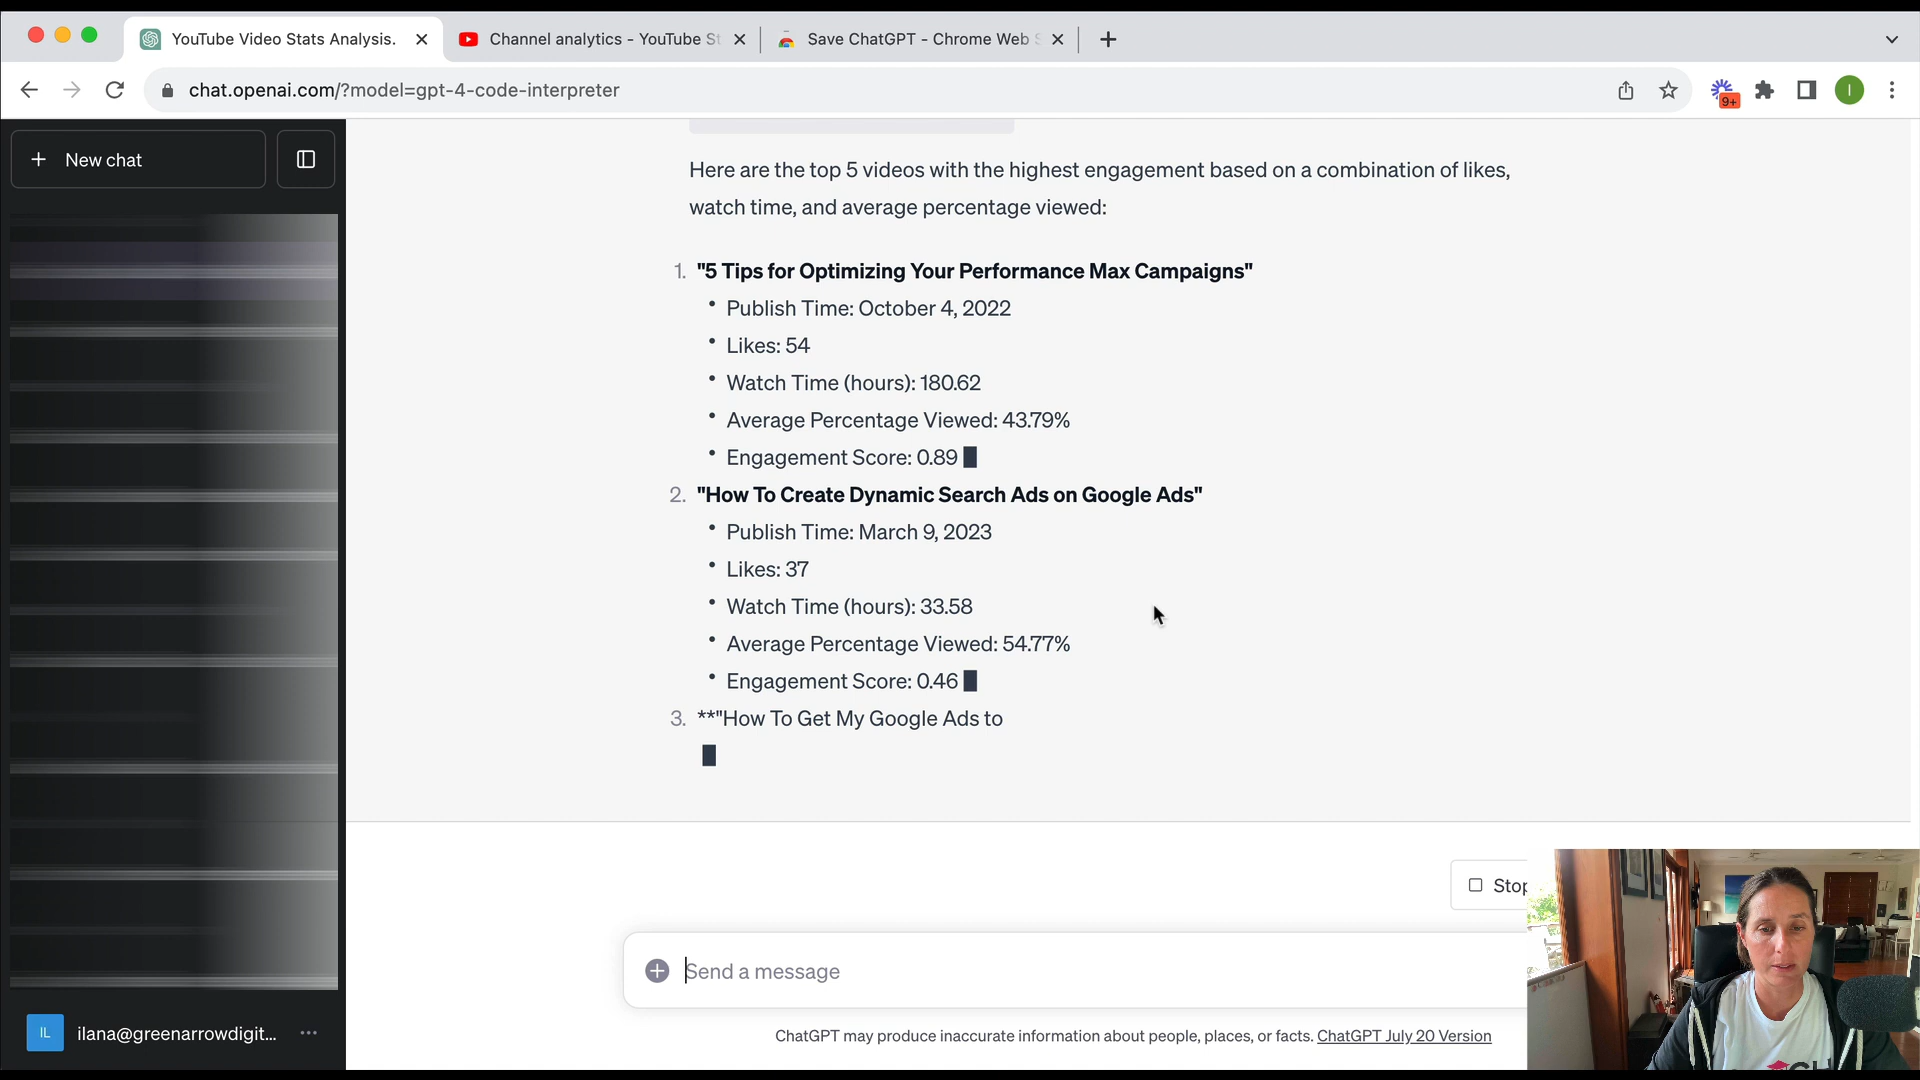 YouTube Video Stats Analysis.
Channel analytics - YouTube St
Save ChatGPT - Chrome Web S
chat.openai.com/?model=gpt-4-code-interpreter
9+
I
New chat
Here are the top 5 videos with the highest engagement based on a combination of likes,
watch time, and average percentage viewed:
1. "5 Tips for Optimizing Your Performance Max Campaigns"
• Publish Time: October 4, 2022
• Likes: 54
• Watch Time (hours): 180.62
• Average Percentage Viewed: 43.79%
• Engagement Score: 0.89
2. "How To Create Dynamic Search Ads on Google Ads"
• Publish Time: March 9, 2023
• Likes: 37
• Watch Time (hours): 33.58
• Average Percentage Viewed: 54.77%
• Engagement Score: 0.46
3. **"How To Get My Google Ads to
Stop
Send a message
IL
ilana@greenarrowdigit...
ChatGPT may produce inaccurate information about people, places, or facts. ChatGPT July 20 Version